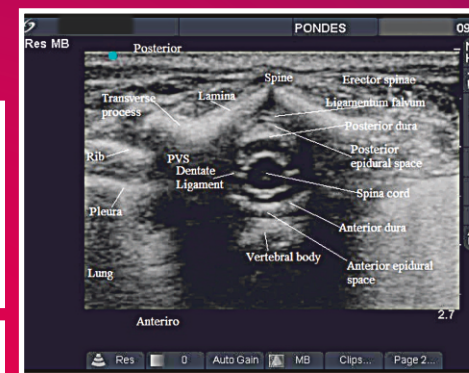 PONDES
09
Res MB
Posterior
Spine
Erector spinae
Lamina
Transverse
process
Ligamentum falvum
Posterior dura
Rib
PVS
Dentate
Ligament
Posterior
epidural space
Spina cord
Pleura
Anterior dura
Vertebral body
Anterior epidural
space
Lung
2.7
Anteriro
Res
0
Auto Gain
MB
Clips...
Page 2...